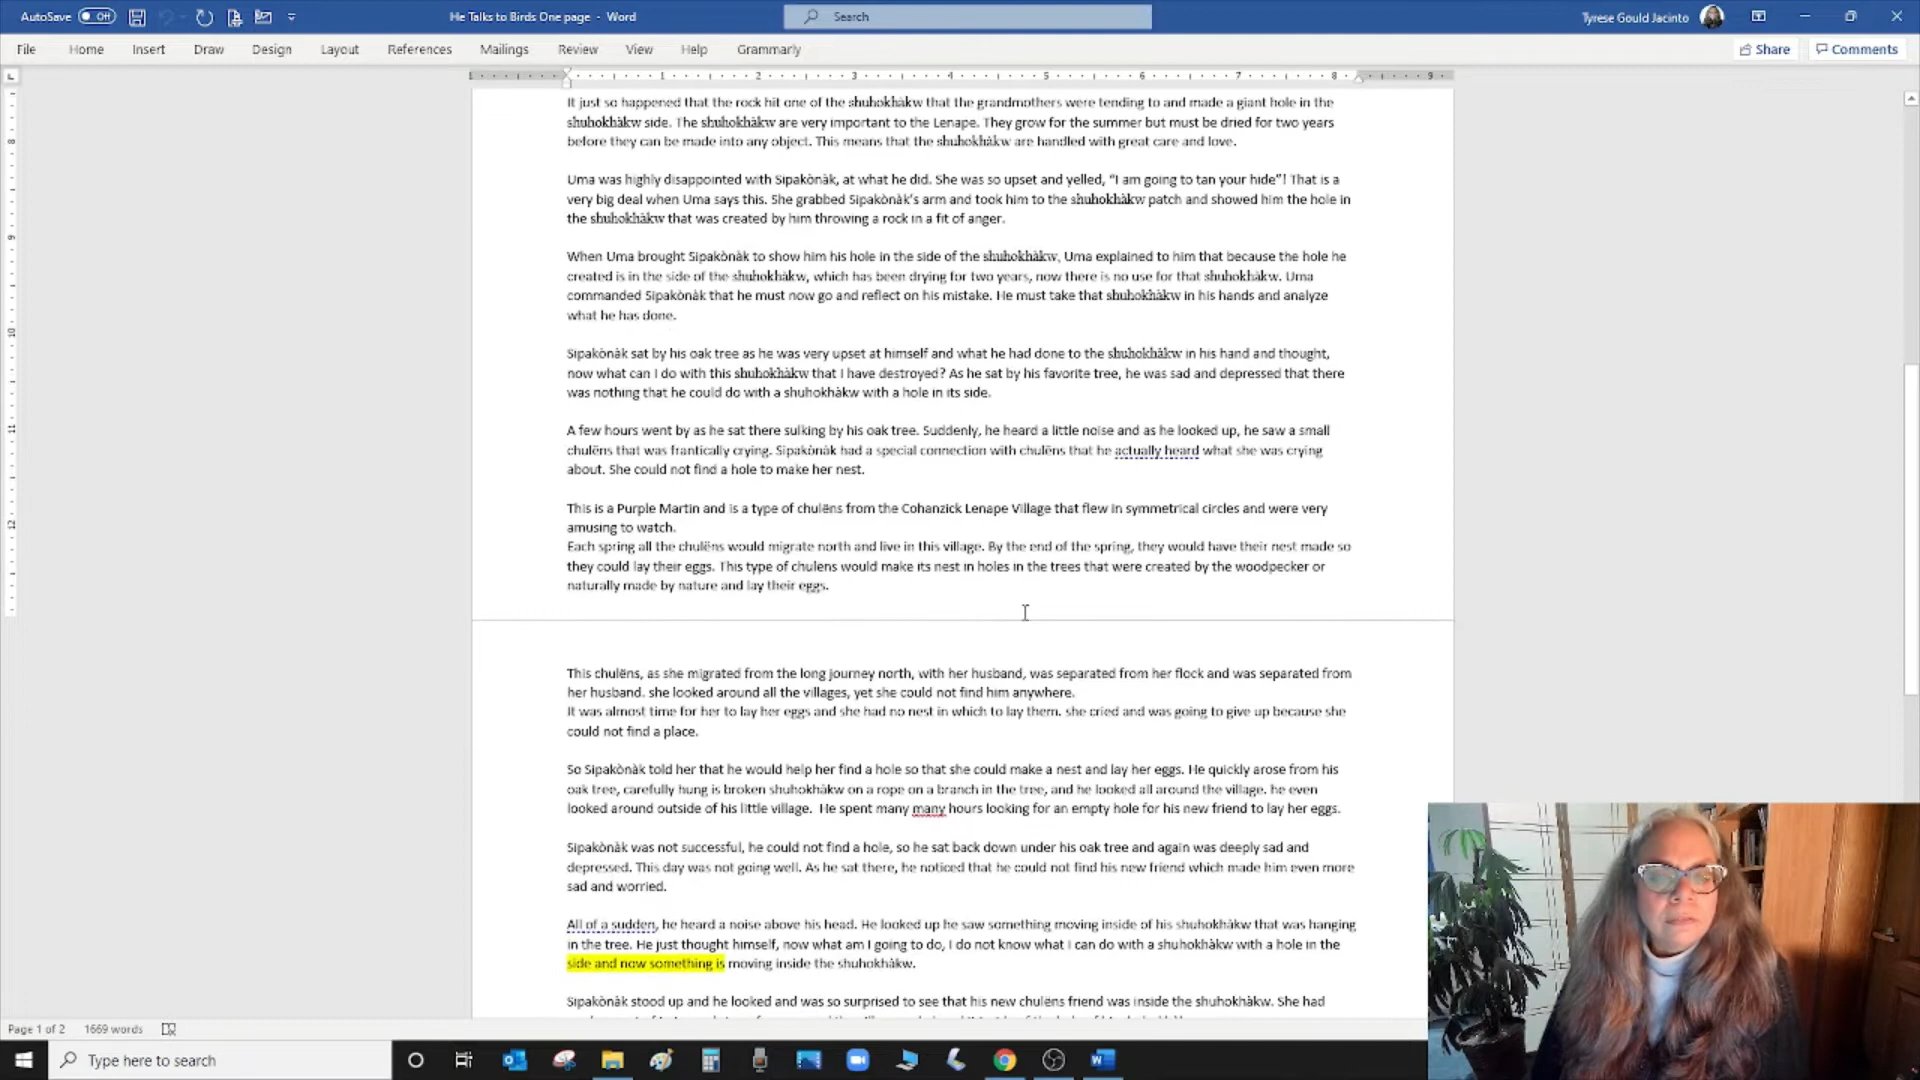 AutoSave Off He Talks to Birds One page - Word Search Tyrese Gould Jacinto
File Home Insert Draw Design Layout References Mailings Review View Help Grammarly Share Comments
1 1 2 3 4 5 6 7 8 9
It just so happened that the rock hit one of the shuhokhàkw that the grandmothers were tending to and made a giant hole in the
shuhokhàkw side. The shuhokhàkw are very important to the Lenape. They grow for the summer but must be dried for two years
before they can be made into any object. This means that the shuhokhàkw are handled with great care and love.
Uma was highly disappointed with Sipakònàk, at what he did. She was so upset and yelled, “I am going to tan your hide”! That is a
very big deal when Uma says this. She grabbed Sipakònàk’s arm and took him to the shuhokhàkw patch and showed him the hole in
the shuhokhàkw that was created by him throwing a rock in a fit of anger.
When Uma brought Sipakònàk to show him his hole in the side of the shuhokhàkw, Uma explained to him that because the hole he
created is in the side of the shuhokhàkw, which has been drying for two years, now there is no use for that shuhokhàkw. Uma
commanded Sipakònàk that he must now go and reflect on his mistake. He must take that shuhokhàkw in his hands and analyze
what he has done.
Sipakònàk sat by his oak tree as he was very upset at himself and what he had done to the shuhokhàkw in his hand and thought,
now what can I do with this shuhokhàkw that I have destroyed? As he sat by his favorite tree, he was sad and depressed that there
was nothing that he could do with a shuhokhàkw with a hole in its side.
A few hours went by as he sat there sulking by his oak tree. Suddenly, he heard a little noise and as he looked up, he saw a small
chulëns that was frantically crying. Sipakònàk had a special connection with chulëns that he actually heard what she was crying
about. She could not find a hole to make her nest.
This is a Purple Martin and is a type of chulëns from the Cohanzick Lenape Village that flew in symmetrical circles and were very
amusing to watch.
Each spring all the chulëns would migrate north and live in this village. By the end of the spring, they would have their nest made so
they could lay their eggs. This type of chulëns would make its nest in holes in the trees that were created by the woodpecker or
naturally made by nature and lay their eggs.
This chulëns, as she migrated from the long journey north, with her husband, was separated from her flock and was separated from
her husband. she looked around all the villages, yet she could not find him anywhere.
It was almost time for her to lay her eggs and she had no nest in which to lay them. she cried and was going to give up because she
could not find a place.
So Sipakònàk told her that he would help her find a hole so that she could make a nest and lay her eggs. He quickly arose from his
oak tree, carefully hung is broken shuhokhàkw on a rope on a branch in the tree, and he looked all around the village. he even
looked around outside of his little village. He spent many many hours looking for an empty hole for his new friend to lay her eggs.
Sipakònàk was not successful, he could not find a hole, so he sat back down under his oak tree and again was deeply sad and
depressed. This day was not going well. As he sat there, he noticed that he could not find his new friend which made him even more
sad and worried.
All of a sudden, he heard a noise above his head. He looked up he saw something moving inside of his shuhokhàkw that was hanging
in the tree. He just thought himself, now what am I going to do, I do not know what I can do with a shuhokhàkw with a hole in the
side and now something is moving inside the shuhokhàkw.
Sipakònàk stood up and he looked and was so surprised to see that his new chulëns friend was inside the shuhokhàkw. She had
Page 1 of 2 1669 words
Type here to search